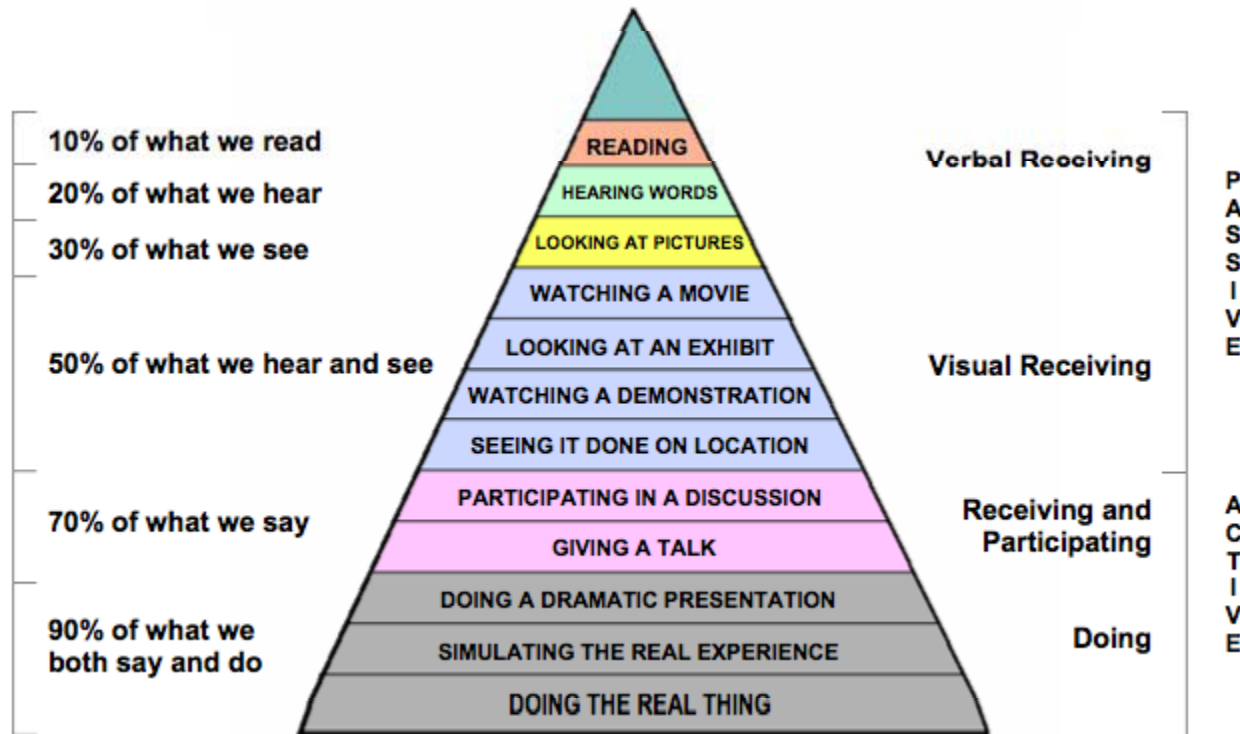 10% of what we read
20% of what we hear
30% of what we see
50% of what we hear and see
70% of what we say
90% of what we
both say and do
READING
HEARING WORDS
LOOKING AT PICTURES
WATCHING A MOVIE
LOOKING AT AN EXHIBIT
WATCHING A DEMONSTRATION
SEEING IT DONE ON LOCATION
PARTICIPATING IN A DISCUSSION
GIVING A TALK
DOING A DRAMATIC PRESENTATION
SIMULATING THE REAL EXPERIENCE
DOING THE REAL THING
Verbal Receiving
Visual Receiving
Receiving and
Participating
Doing
PASSIVE
ACTIVE